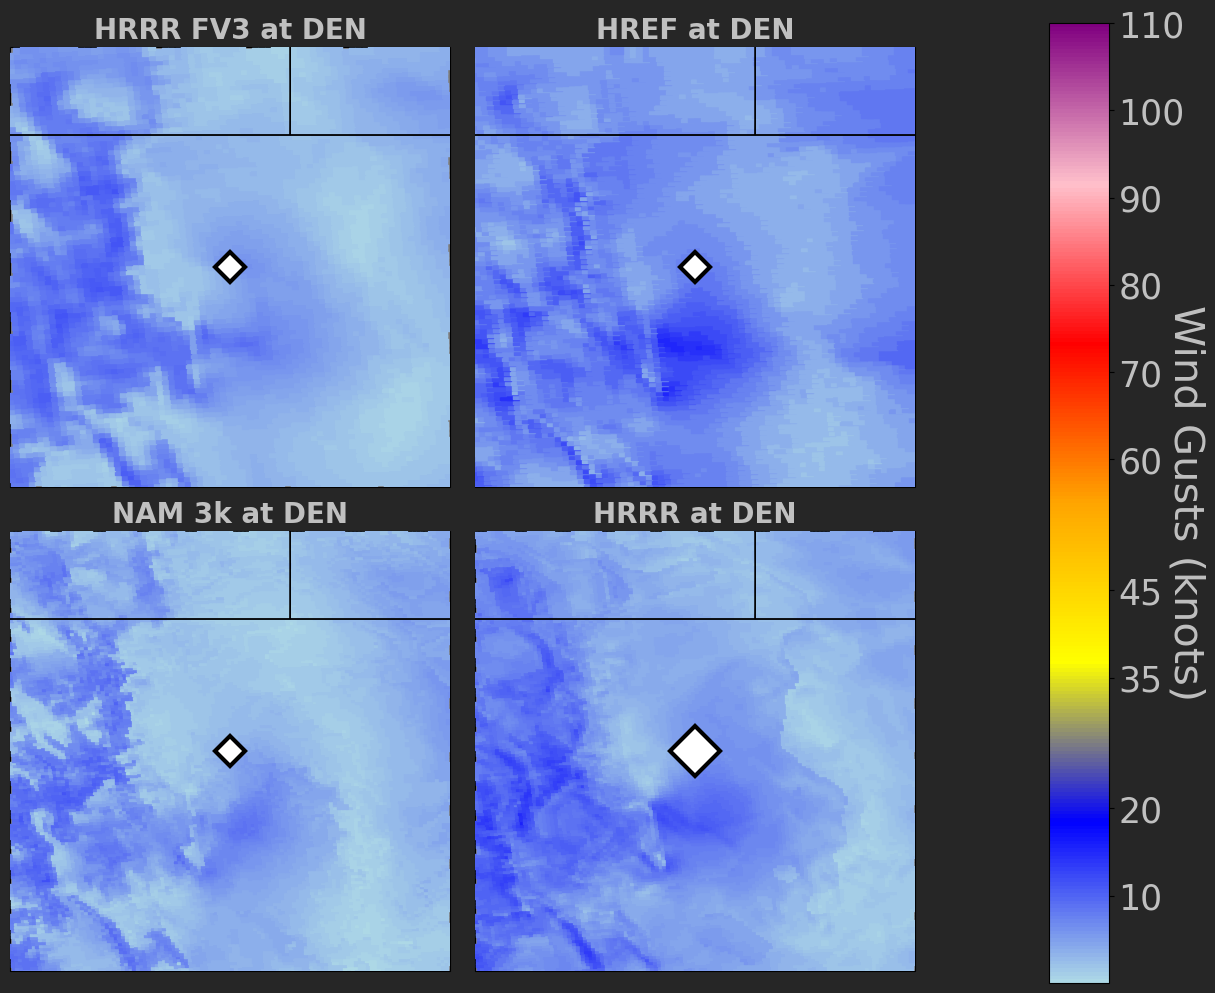 HRRR FV3 at DEN
HREF at DEN
NAM 3k at DEN
HRRR at DEN
110
100
90
80
70
60
45
35
20
10
Wind Gusts (knots)